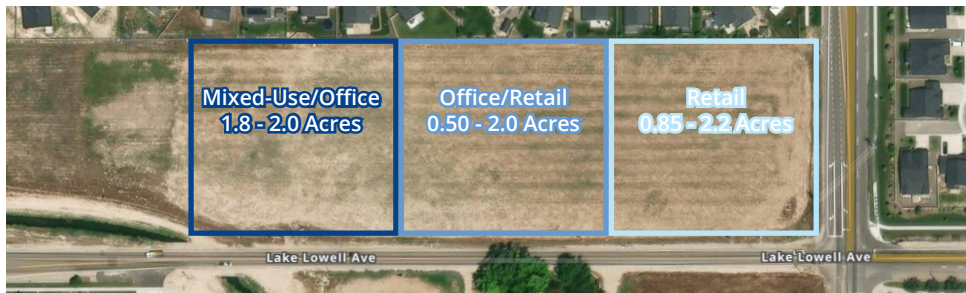 Mixed-Use/Office
1.8 - 2.0 Acres
Office/Retail
0.50 - 2.0 Acres
Retail
0.85 - 2.2 Acres
Lake Lowell Ave
Lake Lowell Ave